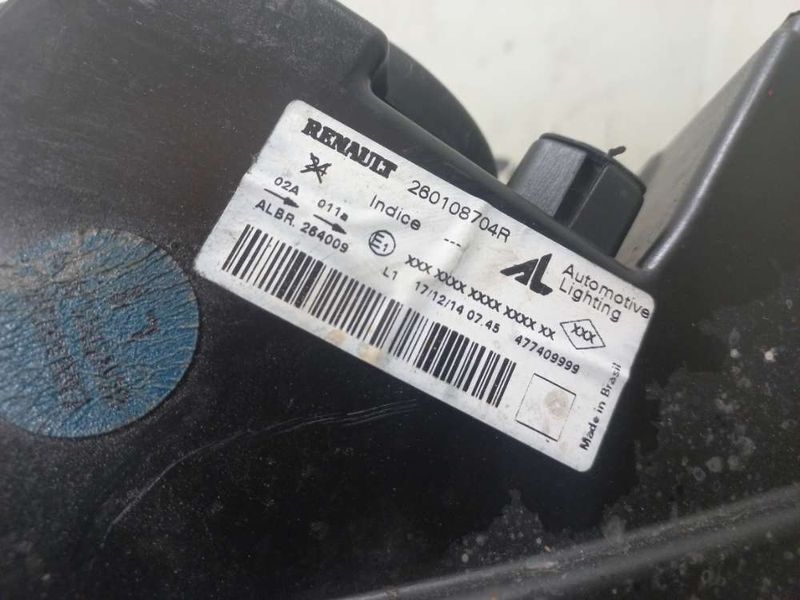 RENAULT 260108704R
Indice ---
02A 011a
ALBR. 264009 E1 XXX XXXX XXXX XXXX XX XXX
L1 17/12/14 07.45 477409999
AL Automotive
Lighting
Made in Brasil